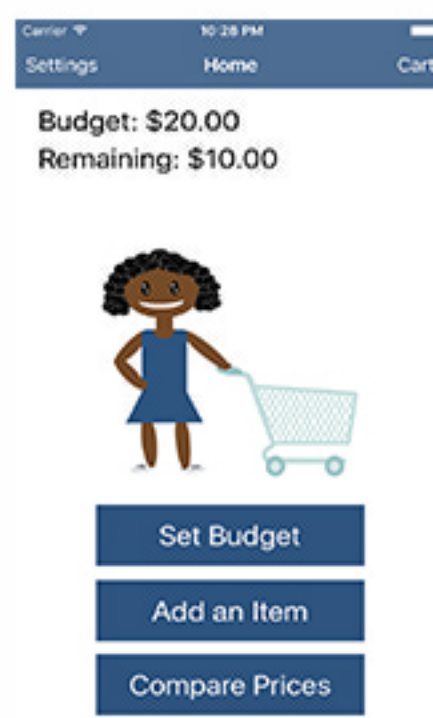 Carrier 10:28 PM
Settings Home Cart
Budget: $20.00
Remaining: $10.00
Set Budget
Add an Item
Compare Prices